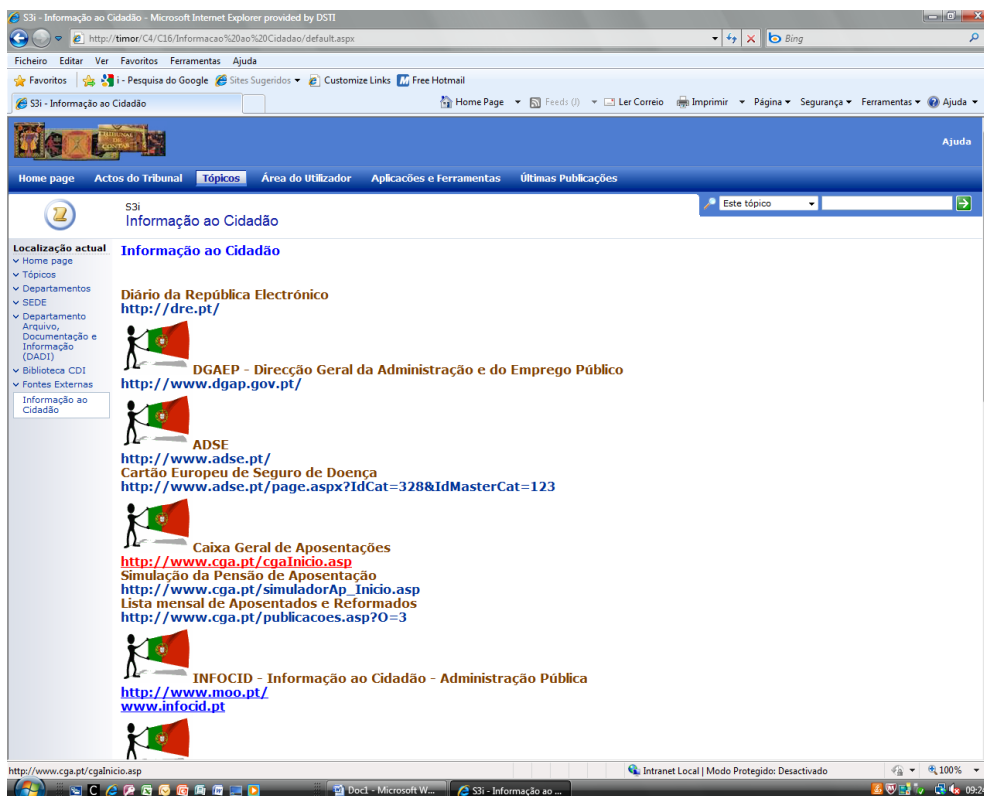 S3i - Informação ao Cidadão - Microsoft Internet Explorer provided by DSTI
http://timor/C4/C16/Informacao%20ao%20Cidadao/default.aspx
Bing
Ficheiro Editar Ver Favoritos Ferramentas Ajuda
Favoritos i - Pesquisa do Google Sites Sugeridos Customize Links Free Hotmail
S3i - Informação ao Cidadão
Home Page Feeds (J) Ler Correio Imprimir Página Segurança Ferramentas Ajuda
TRIBUNAL
DE
CONTAS
Ajuda
Home page Actos do Tribunal Tópicos Área do Utilizador Aplicações e Ferramentas Últimas Publicações
S3i
Informação ao Cidadão
Este tópico
Localização actual
Home page
Tópicos
Departamentos
SEDE
Departamento
Arquivo,
Documentação e
Informação
(DADI)
Biblioteca CDI
Fontes Externas
Informação ao
Cidadão
Informação ao Cidadão
Diário da República Electrónico
http://dre.pt/
DGAEP - Direcção Geral da Administração e do Emprego Público
http://www.dgap.gov.pt/
ADSE
http://www.adse.pt/
Cartão Europeu de Seguro de Doença
http://www.adse.pt/page.aspx?IdCat=328&IdMasterCat=123
Caixa Geral de Aposentações
http://www.cga.pt/cgaInicio.asp
Simulação da Pensão de Aposentação
http://www.cga.pt/simuladorAp_Inicio.asp
Lista mensal de Aposentados e Reformados
http://www.cga.pt/publicacoes.asp?O=3
INFOCID - Informação ao Cidadão - Administração Pública
http://www.moo.pt/
www.infocid.pt
http://www.cga.pt/cgaInicio.asp
Intranet Local | Modo Protegido: Desactivado
100%
Doc1 - Microsoft W...
S3i - Informação ao ...
09:24